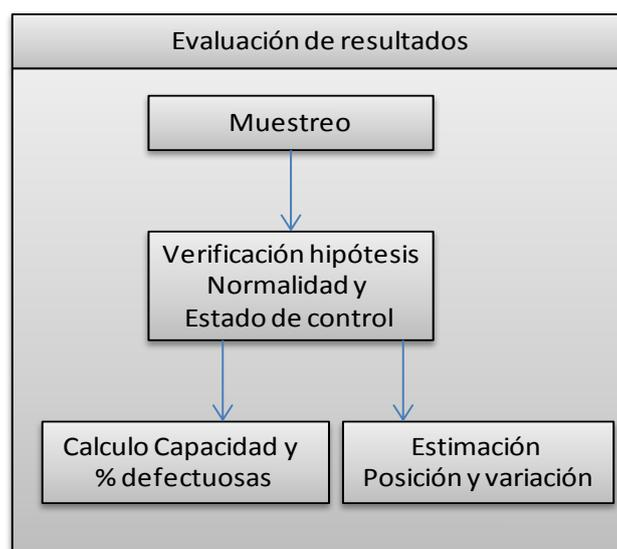 Evaluación de resultados
Muestreo
Verificación hipótesis
Normalidad y
Estado de control
Calculo Capacidad y
% defectuosas
Estimación
Posición y variación